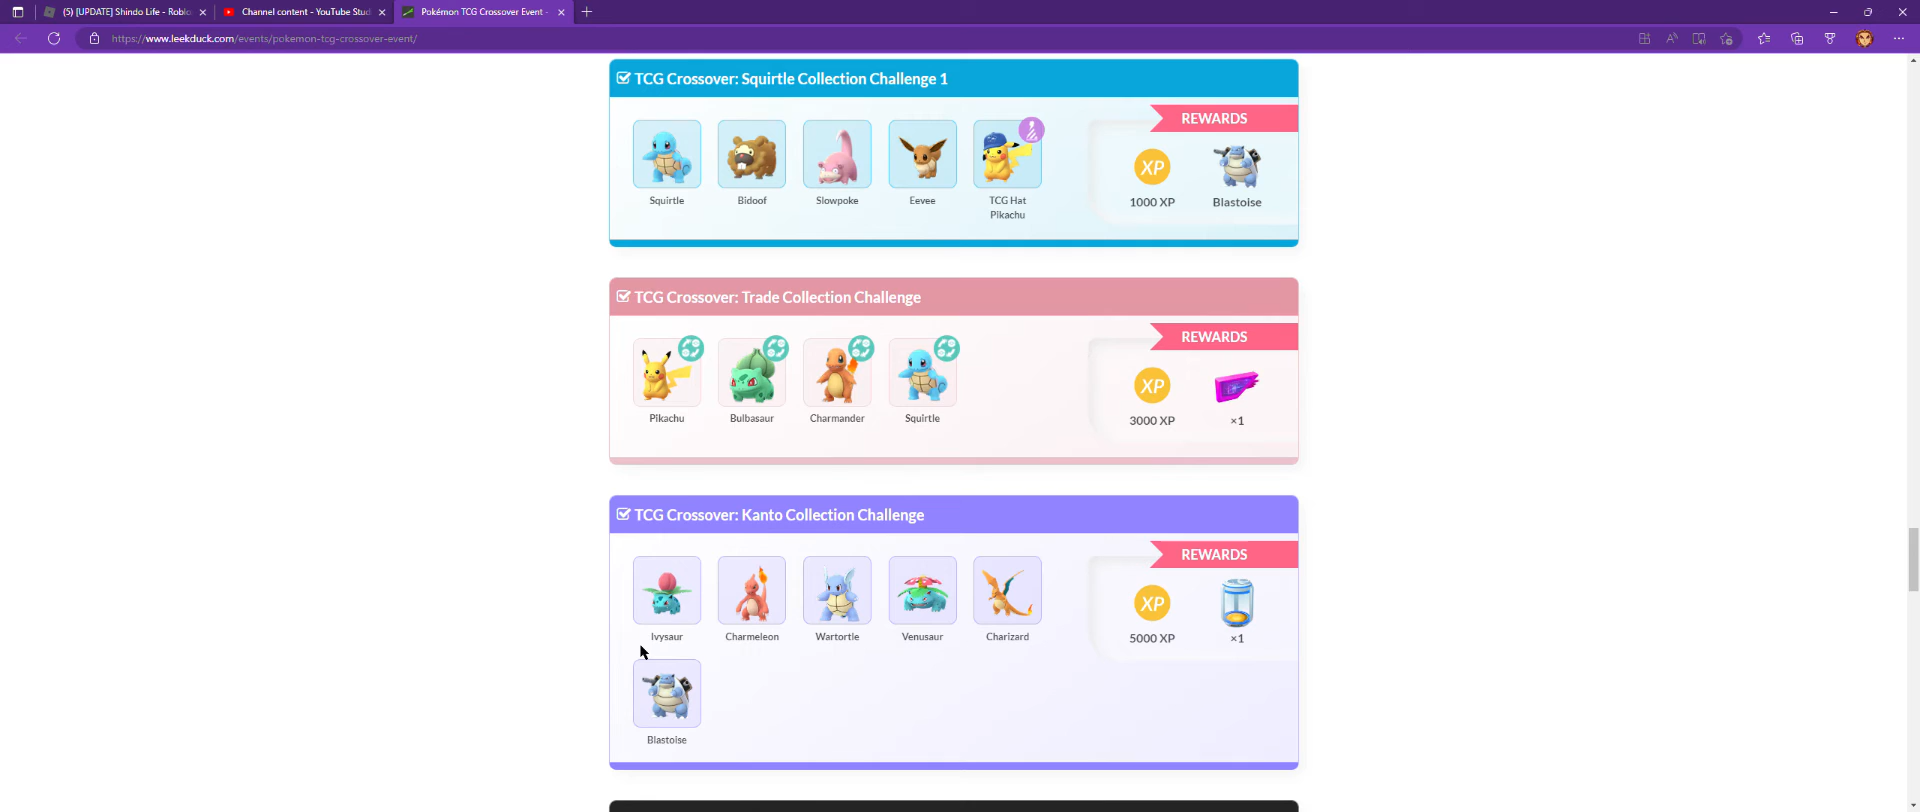 (5) [UPDATE] Shindo Life - Roblo
Channel content - YouTube Stud
Pokémon TCG Crossover Event -
https://www.leekduck.com/events/pokemon-tcg-crossover-event/
TCG Crossover: Squirtle Collection Challenge 1
REWARDS
XP
Squirtle
Bidoof
Slowpoke
Eevee
TCG Hat
Pikachu
1000 XP
Blastoise
TCG Crossover: Trade Collection Challenge
REWARDS
XP
Pikachu
Bulbasaur
Charmander
Squirtle
3000 XP
×1
TCG Crossover: Kanto Collection Challenge
REWARDS
XP
Ivysaur
Charmeleon
Wartortle
Venusaur
Charizard
5000 XP
×1
Blastoise